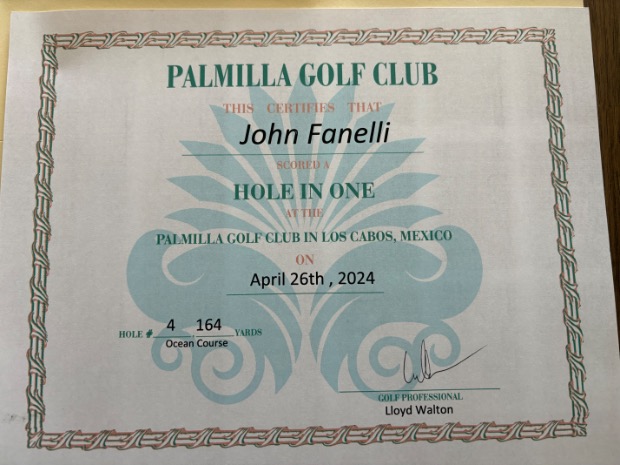 PALMILLA GOLF CLUB
THIS CERTIFIES THAT
John Fanelli
SCORED A
HOLE IN ONE
AT THE
PALMILLA GOLF CLUB IN LOS CABOS, MEXICO
ON
April 26th , 2024
HOLE # 4 164 YARDS
Ocean Course
GOLF PROFESSIONAL
Lloyd Walton